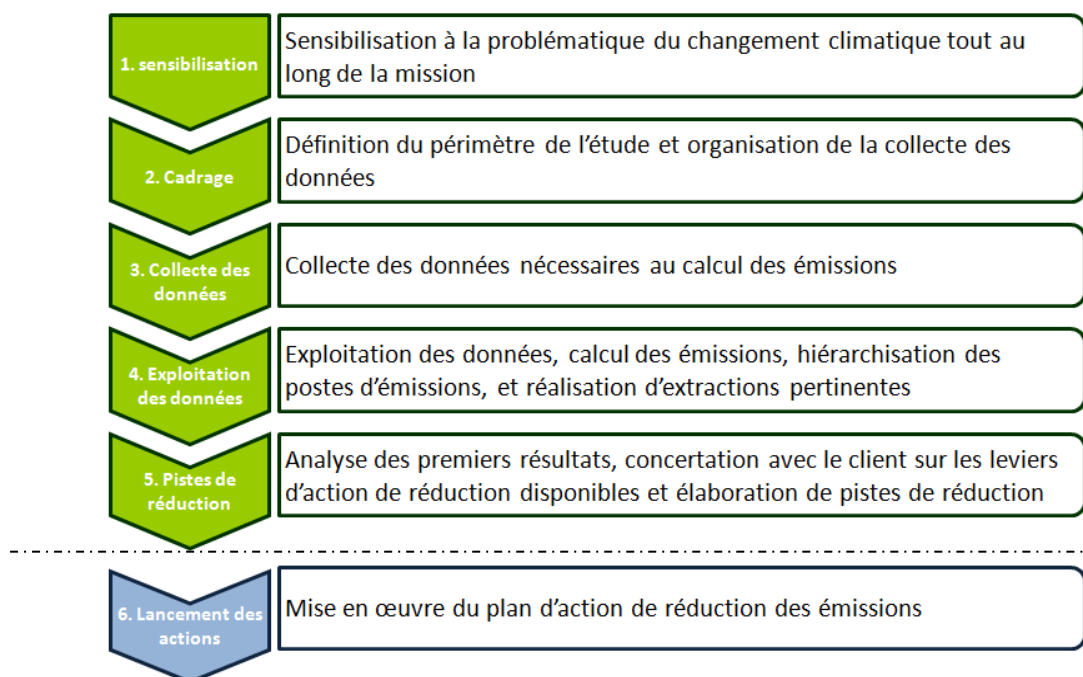 1. sensibilisation
Sensibilisation à la problématique du changement climatique tout au
long de la mission
2. Cadrage
Définition du périmètre de l'étude et organisation de la collecte des
données
3. Collecte des
données
Collecte des données nécessaires au calcul des émissions
4. Exploitation
des données
Exploitation des données, calcul des émissions, hiérarchisation des
postes d'émissions, et réalisation d'extractions pertinentes
5. Pistes de
réduction
Analyse des premiers résultats, concertation avec le client sur les leviers
d'action de réduction disponibles et élaboration de pistes de réduction
6. Lancement des
actions
Mise en œuvre du plan d'action de réduction des émissions